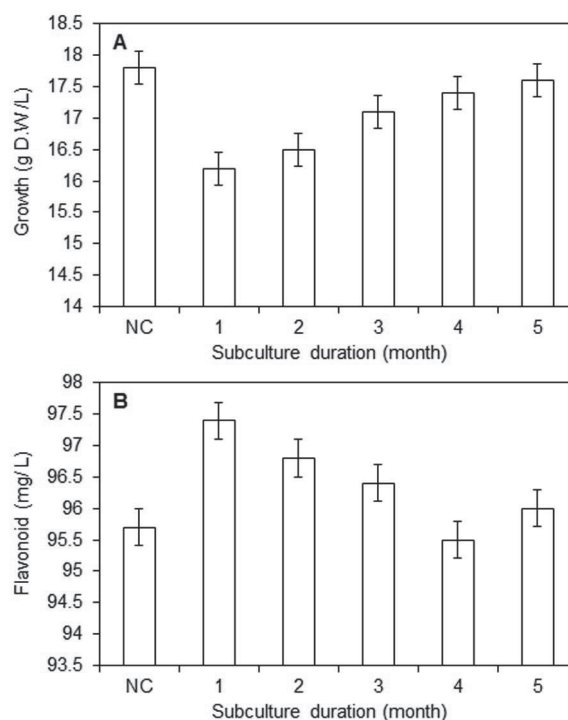 A
Growth (g D.W/L)
18.5
18
17.5
17
16.5
16
15.5
15
14.5
14
NC 1 2 3 4 5
Subculture duration (month)
B
Flavonoid (mg/L)
98
97.5
97
96.5
96
95.5
95
94.5
94
93.5
NC 1 2 3 4 5
Subculture duration (month)